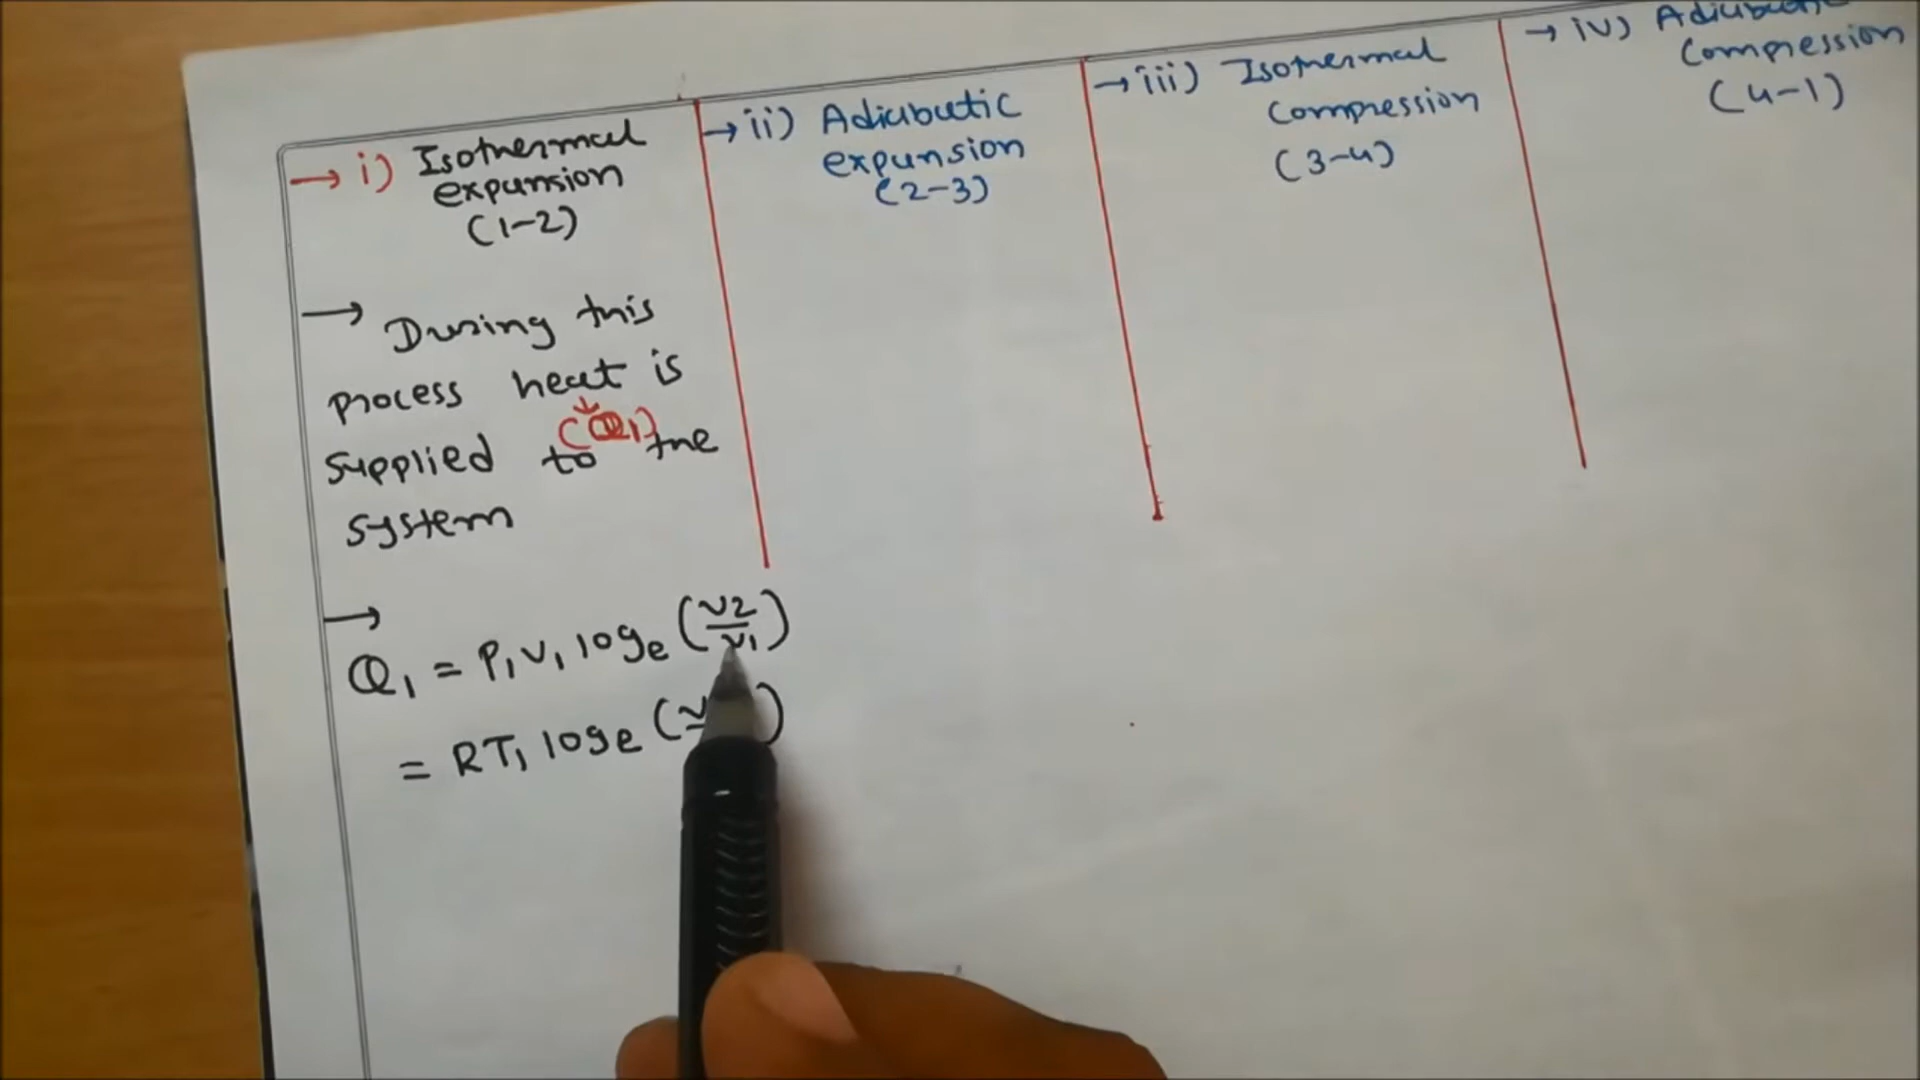 → i) Isothermal
expansion
(1-2)
→ During this
process heat is
(Q1)
supplied to the
system
→
Q1 = P1V1 loge (V2/V1)
= RT1 loge (V
)
→ ii) Adiabatic
expansion
(2-3)
→ iii) Isothermal
compression
(3-4)
→ iv) Adiabatic
Compression
(4-1)